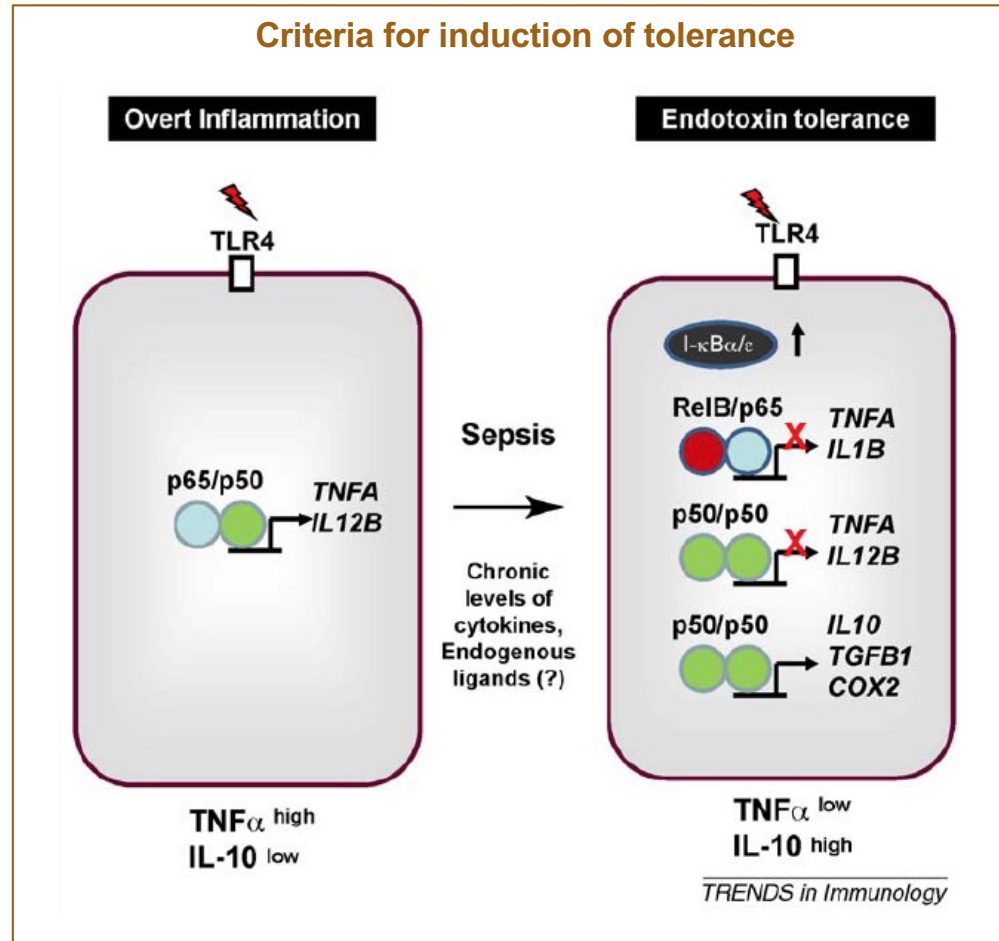 Criteria for induction of tolerance
Overt Inflammation
TLR4
p65/p50
TNFA
IL12B
TNFα high
IL-10 low
Sepsis
Chronic
levels of
cytokines,
Endogenous
ligands (?)
Endotoxin tolerance
TLR4
I-κBα/ε
RelB/p65
X
TNFA
IL1B
p50/p50
X
TNFA
IL12B
p50/p50
IL10
TGFB1
COX2
TNFα low
IL-10 high
TRENDS in Immunology